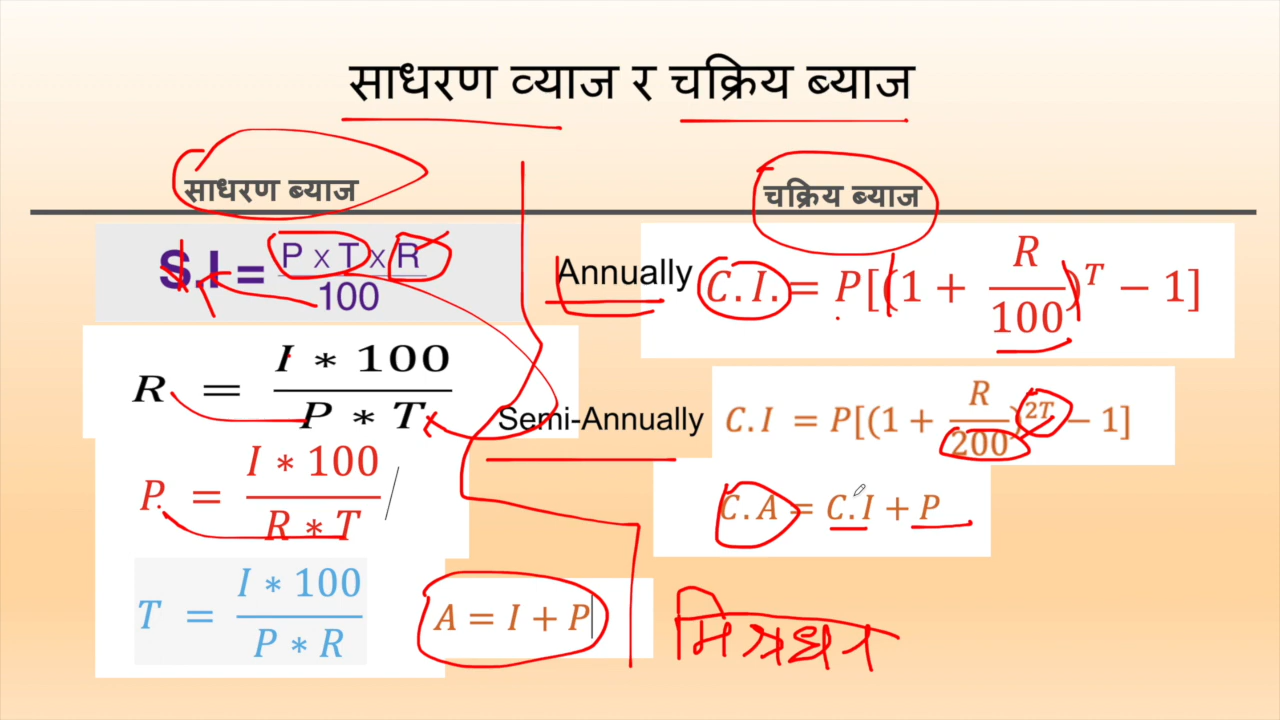 साधरण व्याज र चक्रिय ब्याज
साधरण ब्याज
S.I = P X T X R / 100
R = I * 100 / P * T
P. = I * 100 / R * T
T = I * 100 / P * R
A = I + P
चक्रिय ब्याज
Annually C.I. = P[(1 + R/100)^T − 1]
Semi-Annually C.I = P[(1 + R/200)^2T − 1]
C.A = C.I + P
मिश्रधन